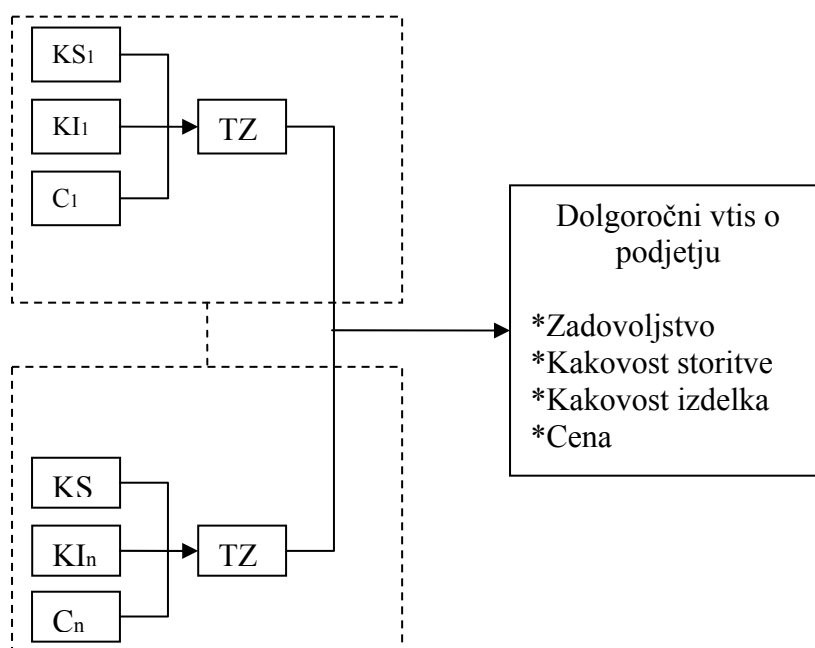 KS1
KI1
TZ
C1
Dolgoročni vtis o
podjetju
*Zadovoljstvo
*Kakovost storitve
*Kakovost izdelka
*Cena
KS
KIn
TZ
Cn